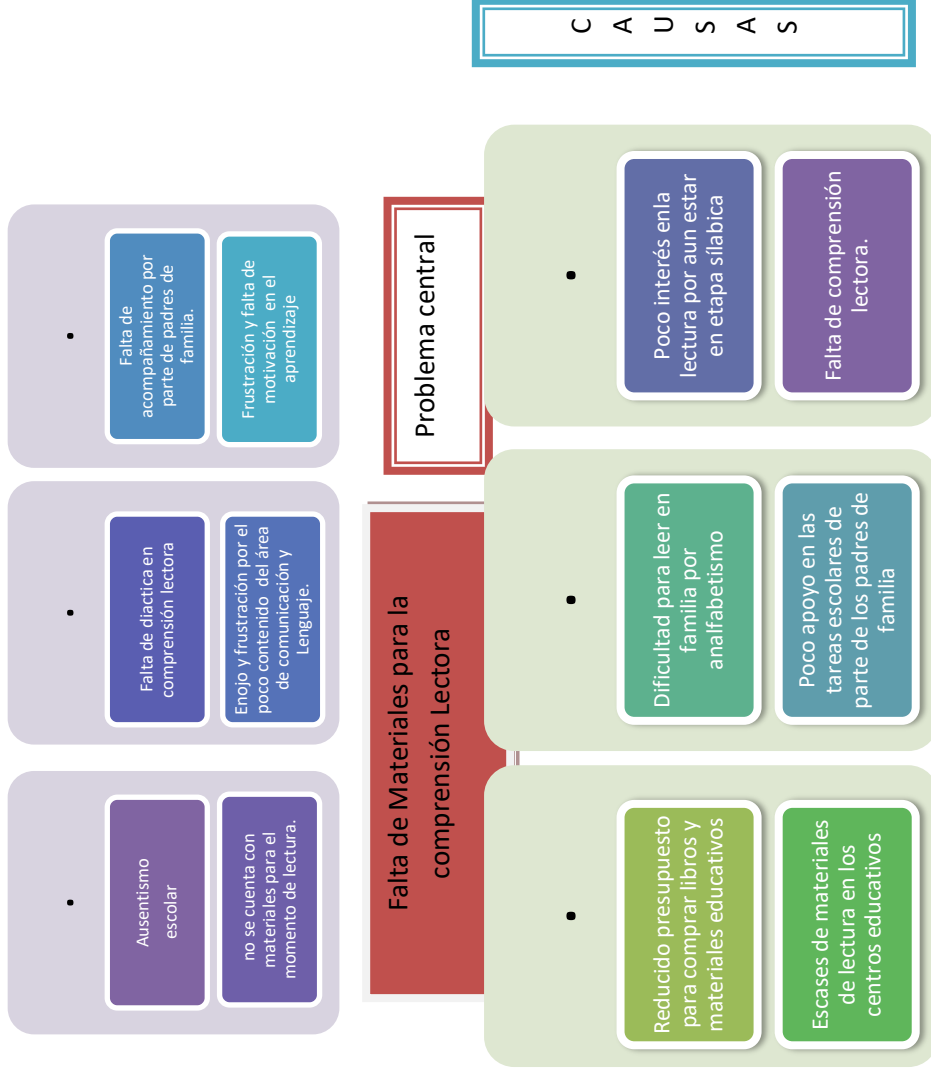 Ausentismo
escolar
no se cuenta con
materiales para el
momento de lectura.
Falta de diactica en
comprensión lectora
Enojo y frustración por el
poco contenido del área
de comunicación y
Lenguaje.
Falta de
acompañamiento por
parte de padres de
familia.
Frustración y falta de
motivación en el
aprendizaje
Falta de Materiales para la
comprensión Lectora
Problema central
Reducido presupuesto
para comprar libros y
materiales educativos
Escases de materiales
de lectura en los
centros educativos
Dificultad para leer en
familia por
analfabetismo
Poco apoyo en las
tareas escolares de
parte de los padres de
familia
Poco interés enla
lectura por aun estar
en etapa sílabica
Falta de comprensión
lectora.
C
A
U
S
A
S